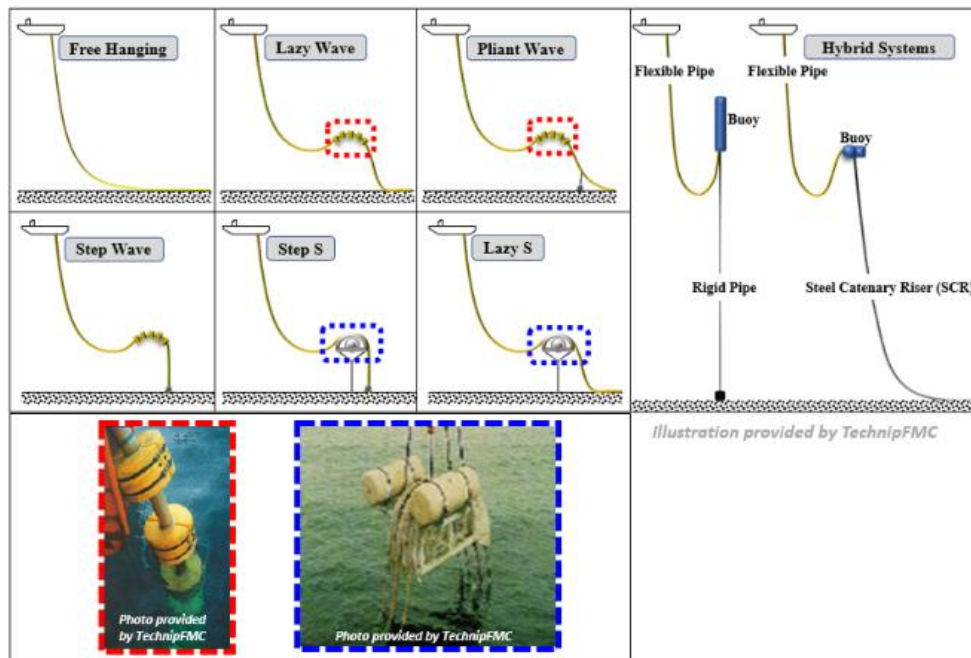 Free Hanging
Lazy Wave
Pliant Wave
Hybrid Systems
Flexible Pipe
Flexible Pipe
Buoy
Buoy
Step Wave
Step S
Lazy S
Rigid Pipe
Steel Catenary Riser (SCR)
Illustration provided by TechnipFMC
Photo provided
by TechnipFMC
Photo provided by TechnipFMC